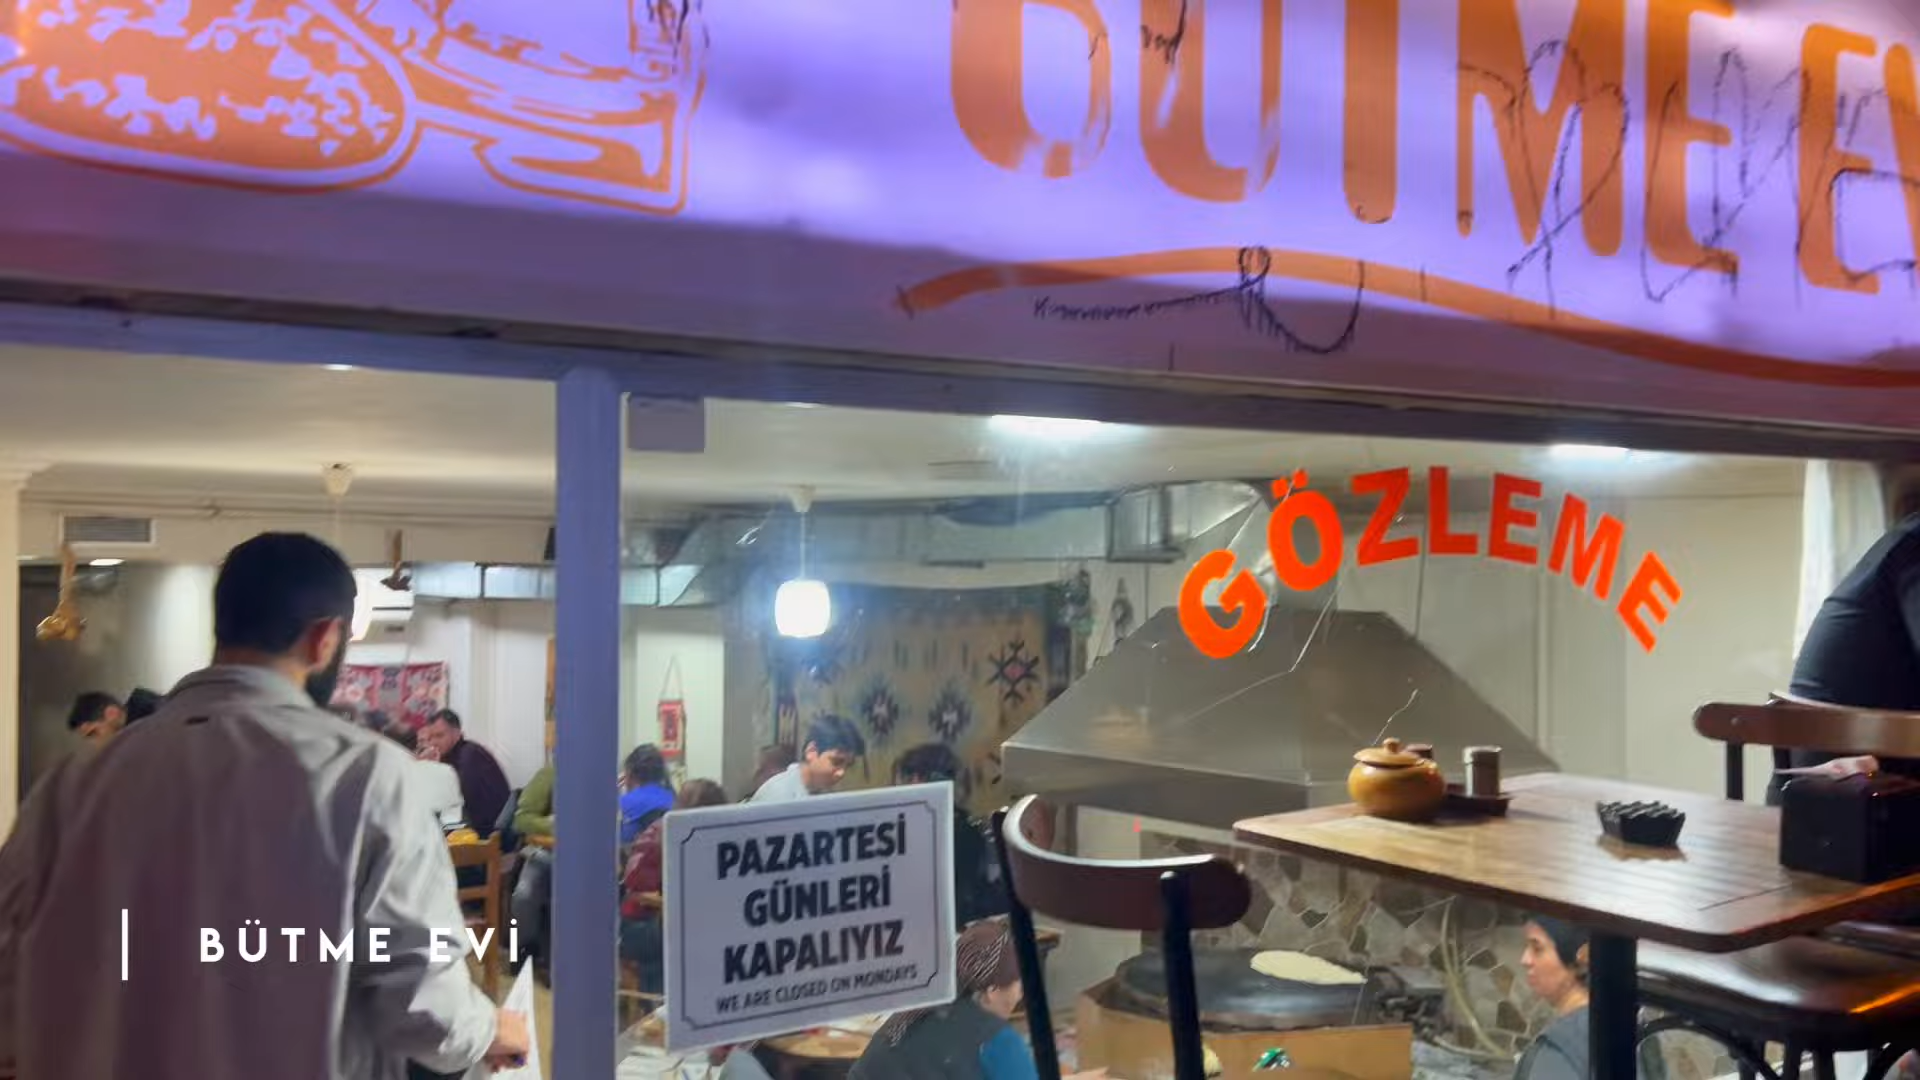 BÜTME EV
GÖZLEME
PAZARTESİ
GÜNLERİ
KAPALIYIZ
WE ARE CLOSED ON MONDAYS
BÜTME EVİ